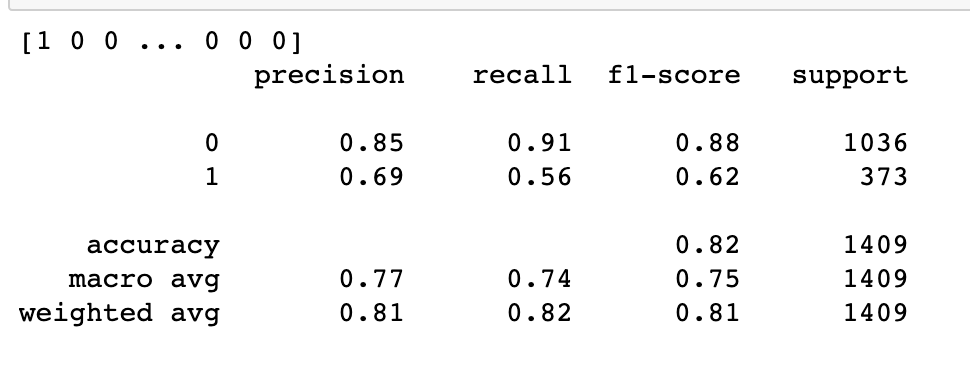 [1 0 0 ... 0 0 0]
precision recall f1-score support
0 0.85 0.91 0.88 1036
1 0.69 0.56 0.62 373
accuracy 0.82 1409
macro avg 0.77 0.74 0.75 1409
weighted avg 0.81 0.82 0.81 1409